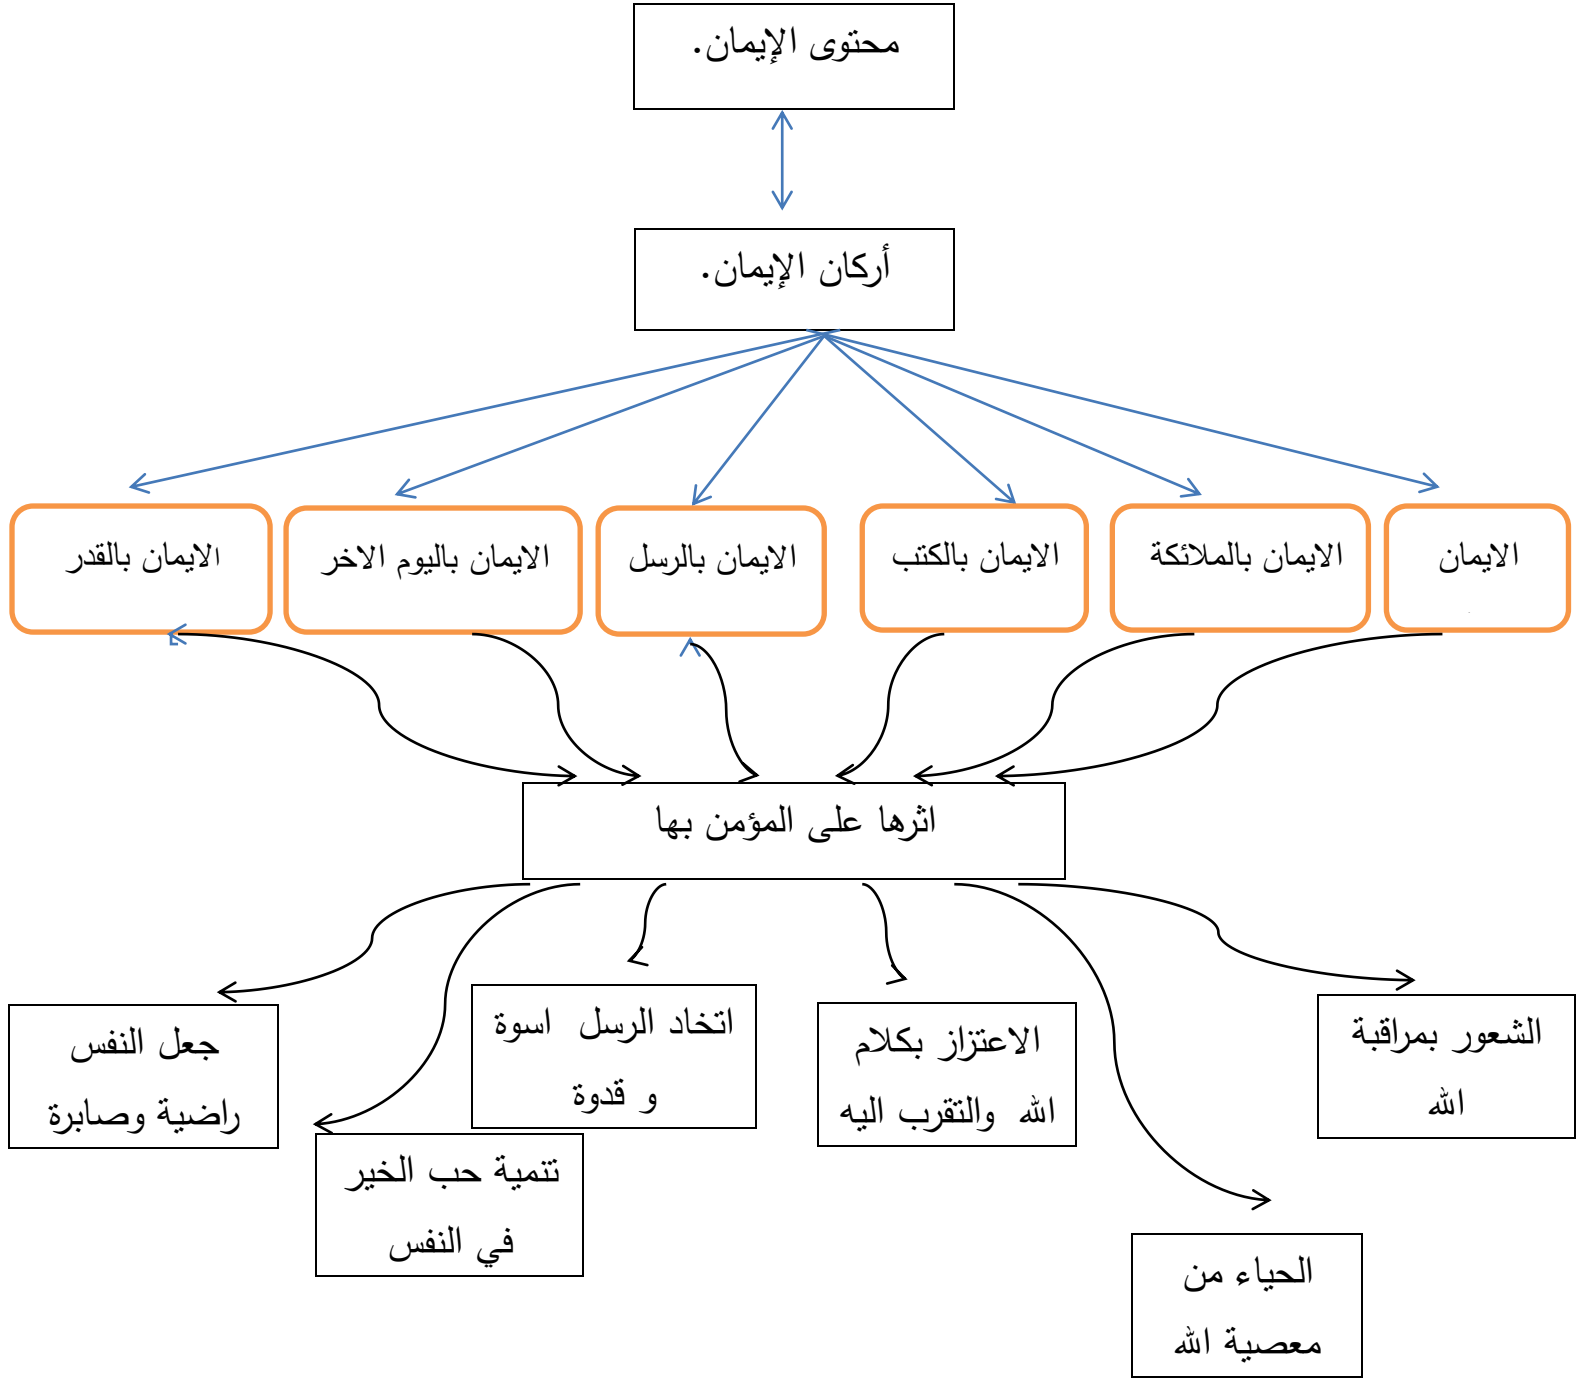 محتوى الإيمان.
أركان الإيمان.
الايمان
الايمان بالملائكة
الايمان بالكتب
الايمان بالرسل
الايمان باليوم الاخر
الايمان بالقدر
اثرها على المؤمن بها
الشعور بمراقبة
الله
الحياء من
معصية الله
الاعتزاز بكلام
الله والتقرب اليه
اتخاد الرسل اسوة
و قدوة
تنمية حب الخير
في النفس
جعل النفس
راضية وصابرة